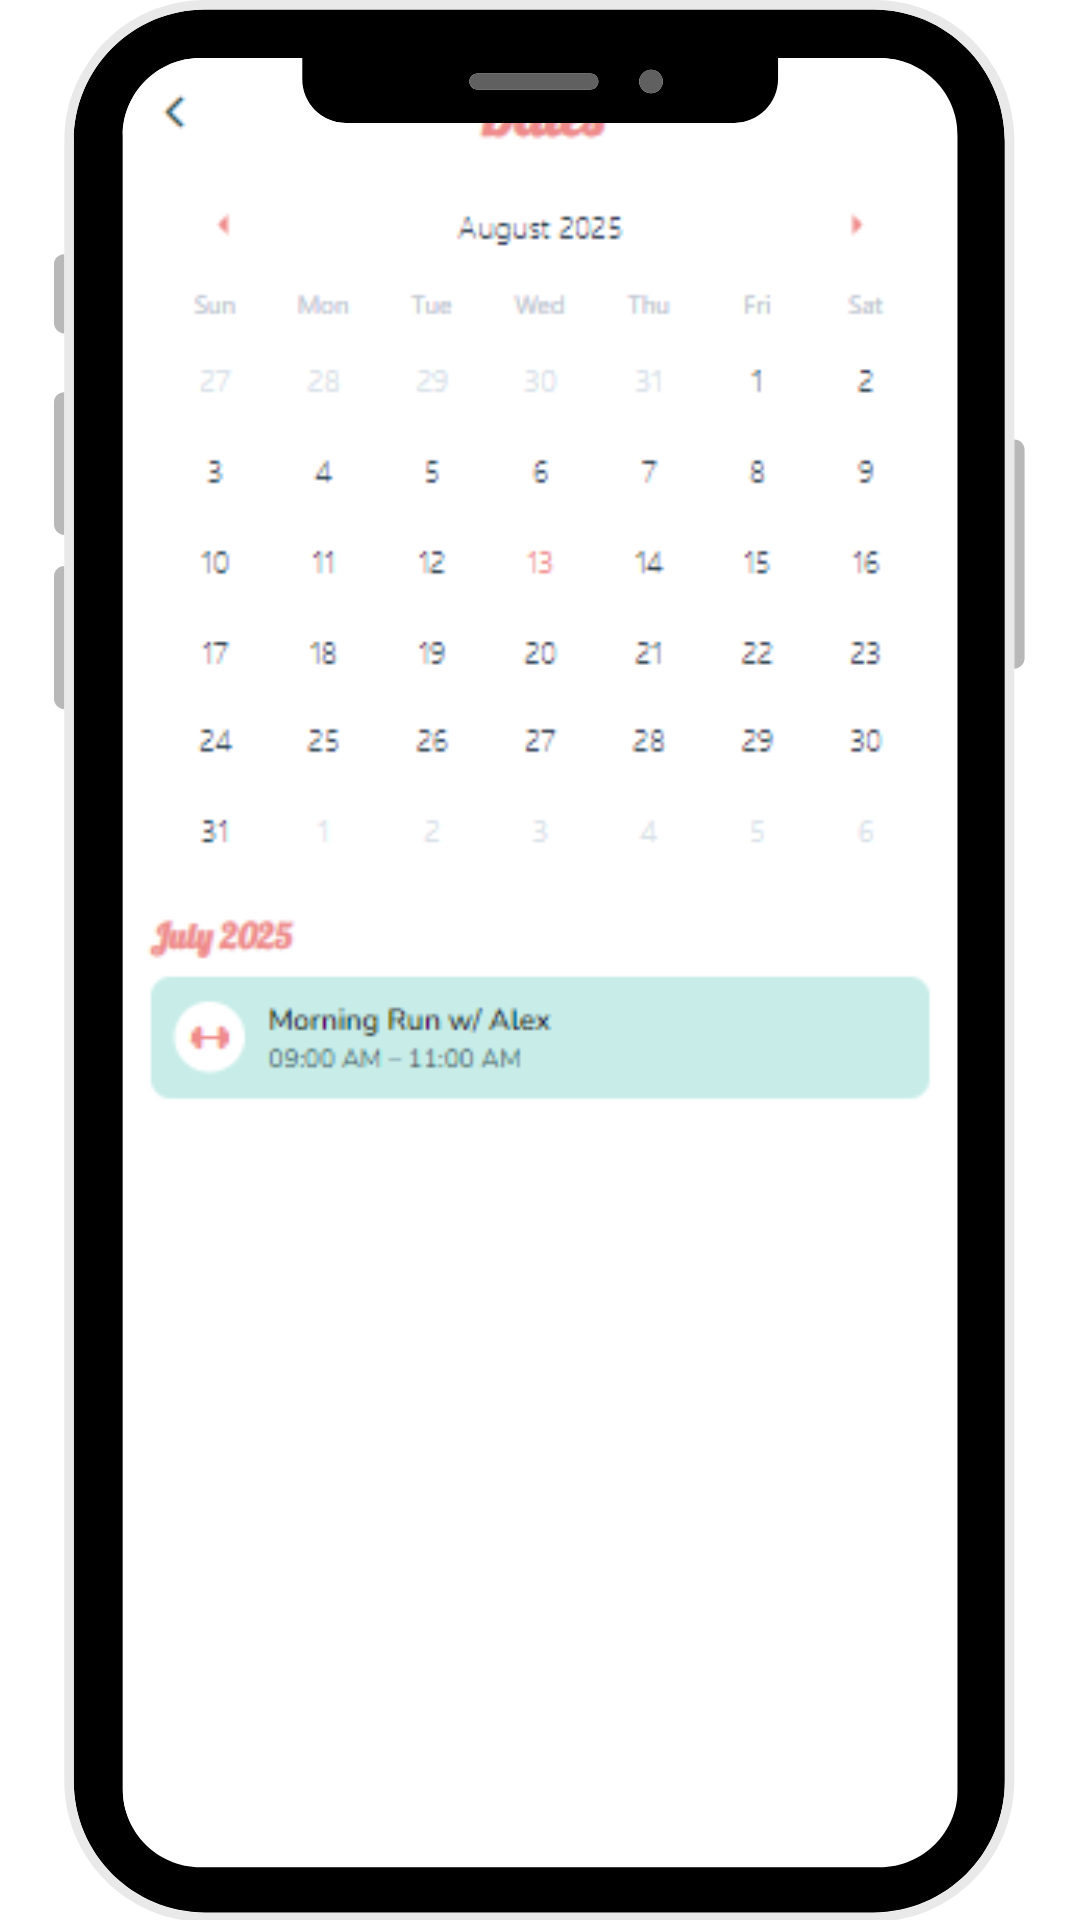 August 2025
Sun Mon Tue Wed Thu Fri Sat
27 28 29 30 31 1 2
3 4 5 6 7 8 9
10 11 12 13 14 15 16
17 18 19 20 21 22 23
24 25 26 27 28 29 30
31 1 2 3 4 5 6
July 2025
Morning Run w/ Alex
09:00 AM – 11:00 AM